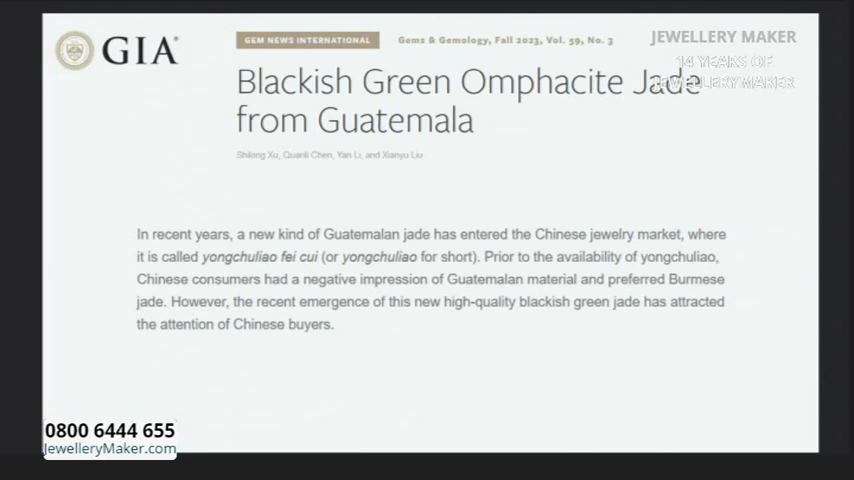 GIA
GEM NEWS INTERNATIONAL Gems & Gemology, Fall 2023, Vol. 59, No. 3
JEWELLERY MAKER
14 YEARS OF
JEWELLERYMAKER
Blackish Green Omphacite Jade
from Guatemala
Shilong Xu, Quanli Chen, Yan Li, and Xianyu Liu
In recent years, a new kind of Guatemalan jade has entered the Chinese jewelry market, where
it is called yongchuliao fei cui (or yongchuliao for short). Prior to the availability of yongchuliao,
Chinese consumers had a negative impression of Guatemalan material and preferred Burmese
jade. However, the recent emergence of this new high-quality blackish green jade has attracted
the attention of Chinese buyers.
0800 6444 655
JewelleryMaker.com